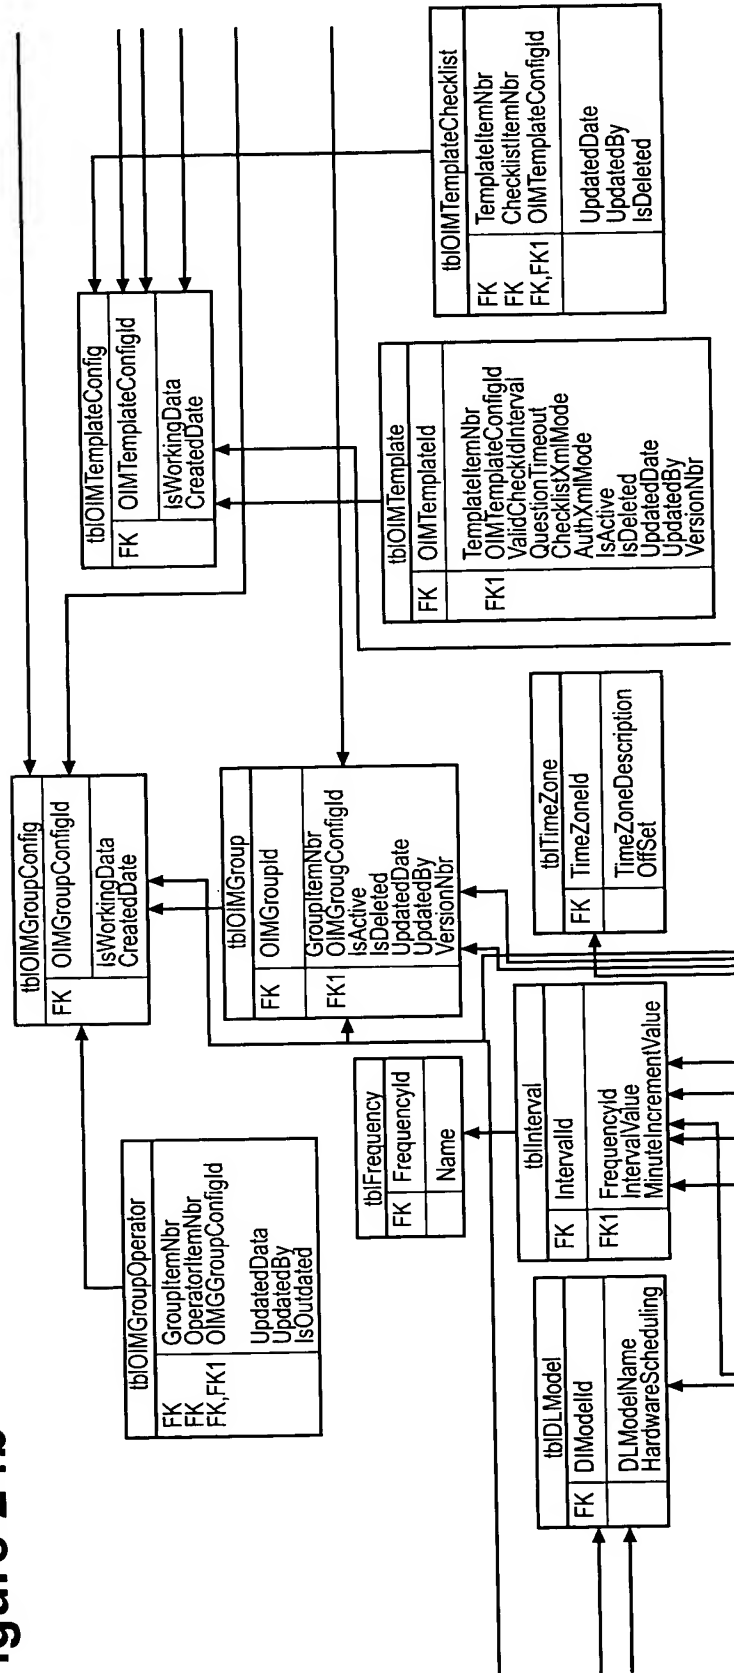 tblOIMGroupOperator
FK GroupItemNbr
FK OperatorItemNbr
FK,FK1 OIMGGroupConfigId
UpdatedData
UpdatedBy
IsOutdated
tblOIMGroupConfig
FK OIMGroupConfigId
IsWorkingData
CreatedDate
tblOIMTemplateConfig
FK OIMTemplateConfigId
IsWorkingData
CreatedDate
tblOIMTemplateChecklist
FK TemplateItemNbr
FK ChecklistItemNbr
FK,FK1 OIMTemplateConfigId
UpdatedDate
UpdatedBy
IsDeleted
tblOIMGroup
FK OIMGroupId
GroupItemNbr
FK1 OIMGrougConfigId
IsActive
IsDeleted
UpdatedDate
UpdatedBy
VersionNbr
tblOIMTemplate
FK OIMTemplateId
TemplateItemNbr
FK1 OIMTemplateConfigId
ValidCheckIdInterval
QuestionTimeout
ChecklistXmlMode
AuthXmlMode
IsActive
IsDeleted
UpdatedDate
UpdatedBy
VersionNbr
tblFrequency
FK FrequencyId
Name
tblDLModel
FK DlModelId
DLModelName
HardwareScheduling
tblInterval
FK IntervalId
FK1 FrequencyId
IntervalValue
MinuteIncrementValue
tblTimeZone
FK TimeZoneId
TimeZoneDescription
OffSet